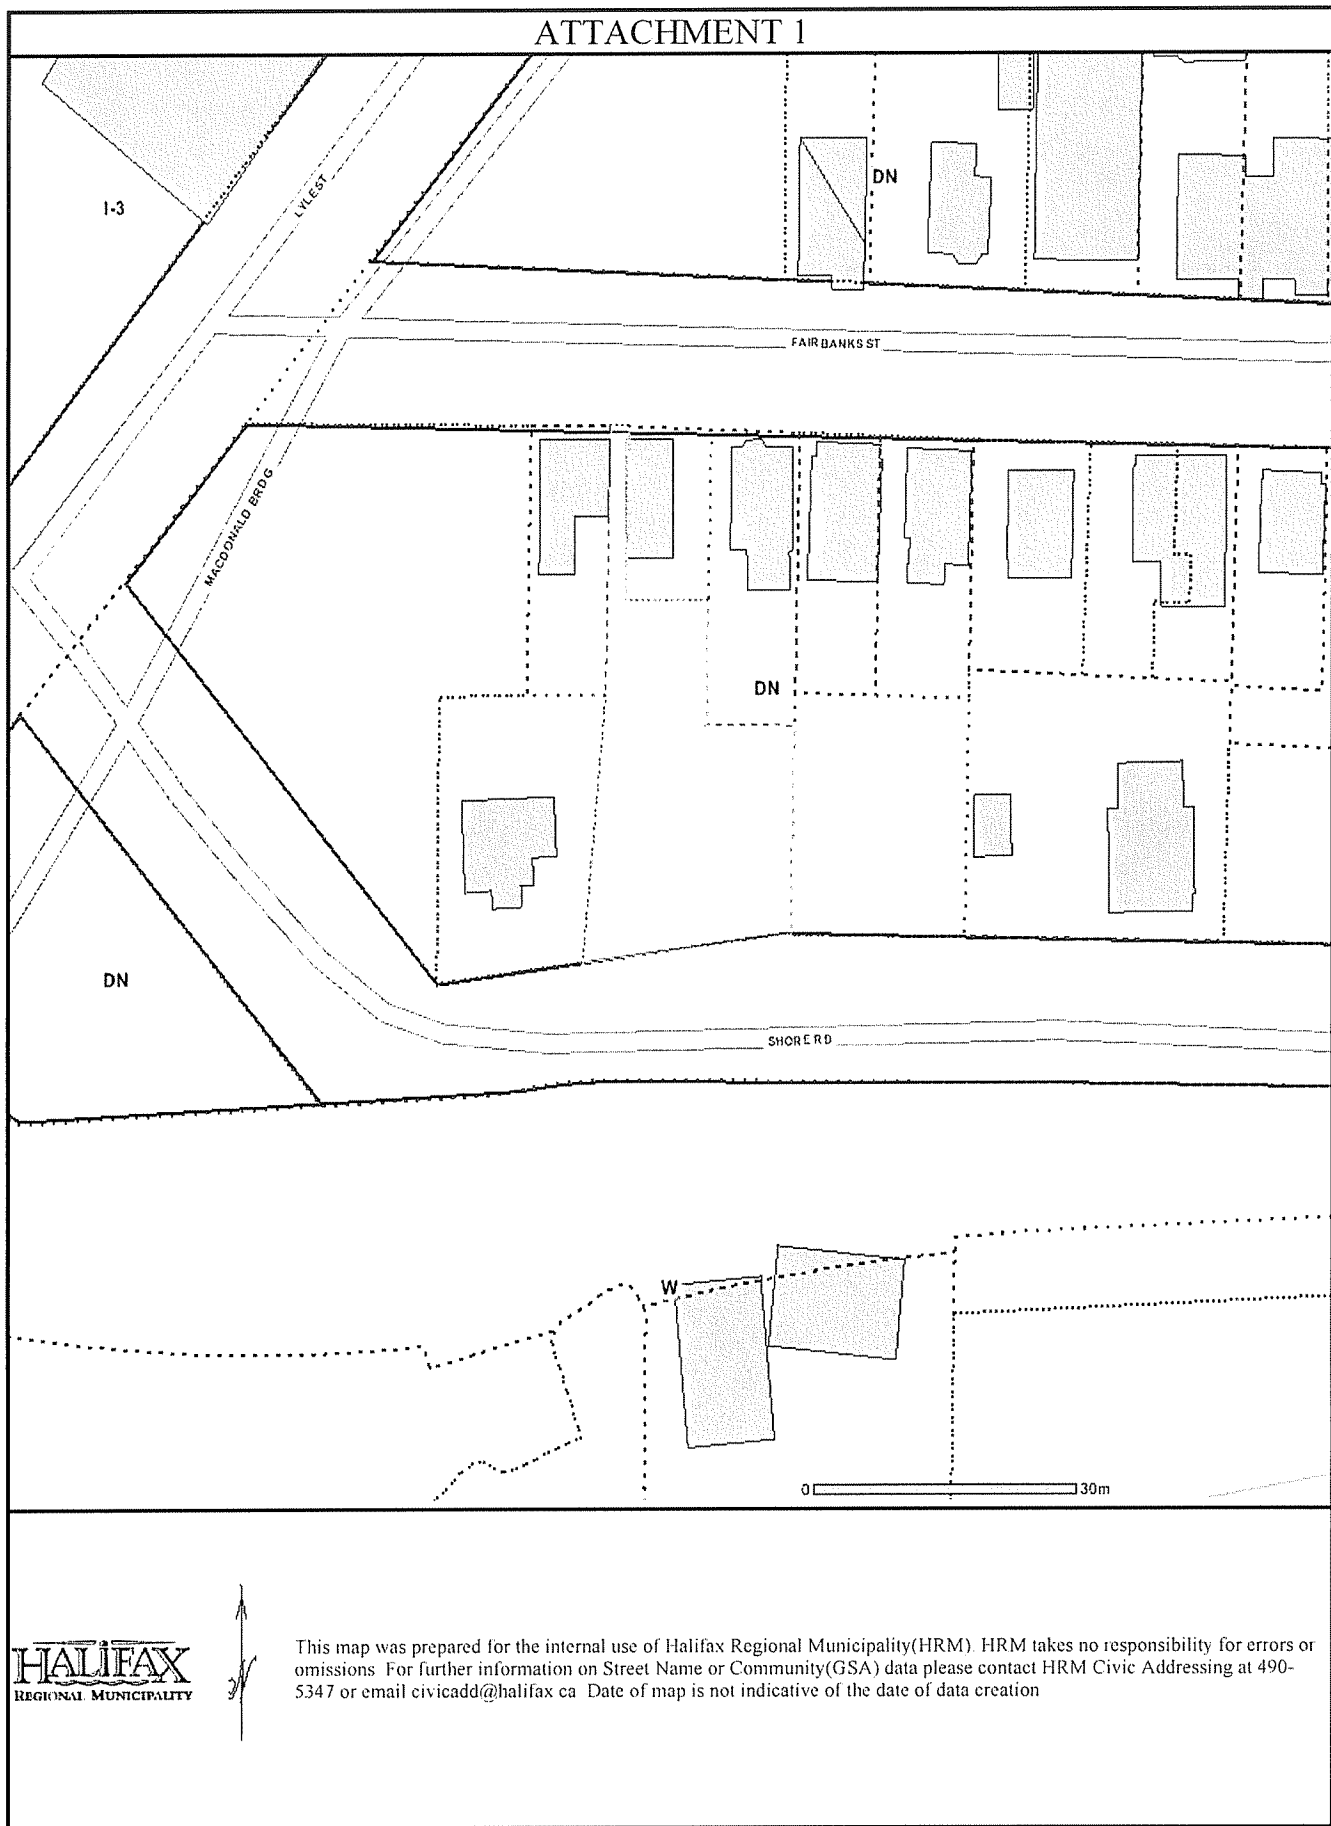 ATTACHMENT 1
I-3
LYLE ST
DN
FAIRBANKS ST
MACDONALD BRDG
DN
DN
SHORE RD
W
0 30m
HALIFAX
REGIONAL MUNICIPALITY
N
This map was prepared for the internal use of Halifax Regional Municipality(HRM). HRM takes no responsibility for errors or
omissions For further information on Street Name or Community(GSA) data please contact HRM Civic Addressing at 490-
5347 or email civicadd@halifax ca Date of map is not indicative of the date of data creation